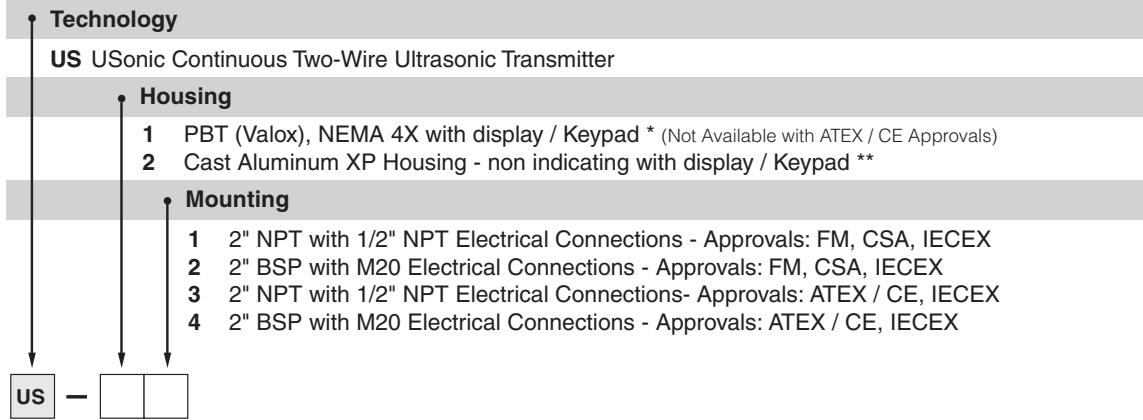 Technology
US USonic Continuous Two-Wire Ultrasonic Transmitter
Housing
1 PBT (Valox), NEMA 4X with display / Keypad * (Not Available with ATEX / CE Approvals)
2 Cast Aluminum XP Housing - non indicating with display / Keypad **
Mounting
1 2" NPT with 1/2" NPT Electrical Connections - Approvals: FM, CSA, IECEX
2 2" BSP with M20 Electrical Connections - Approvals: FM, CSA, IECEX
3 2" NPT with 1/2" NPT Electrical Connections- Approvals: ATEX / CE, IECEX
4 2" BSP with M20 Electrical Connections - Approvals: ATEX / CE, IECEX
US –